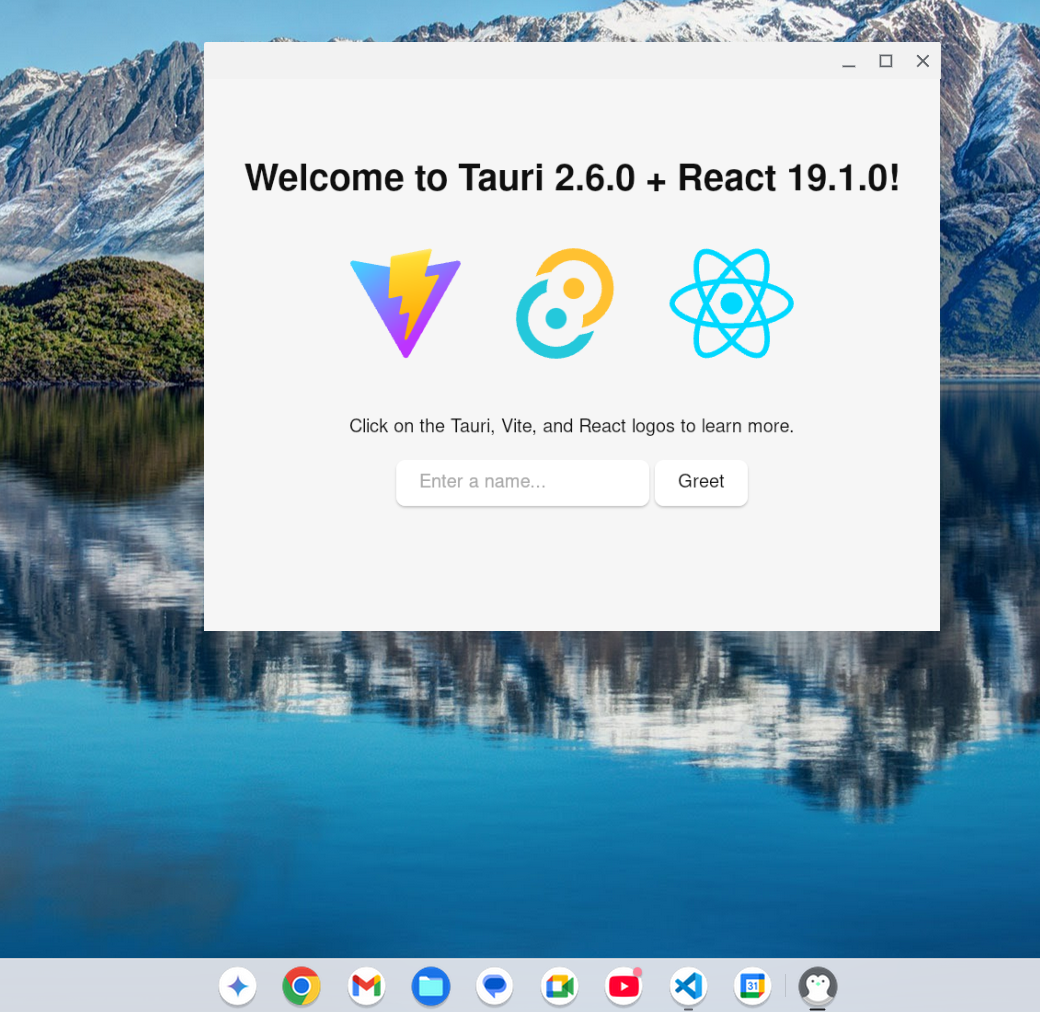 Welcome to Tauri 2.6.0 + React 19.1.0!
Click on the Tauri, Vite, and React logos to learn more.
Enter a name...
Greet
31